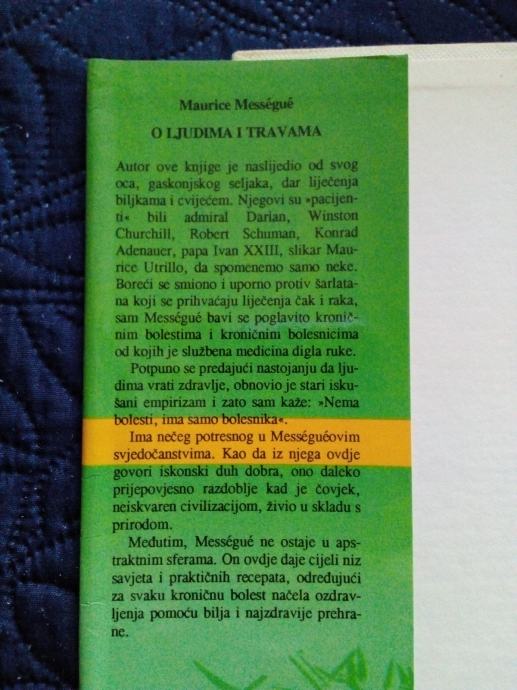 Maurice Mességué
O LJUDIMA I TRAVAMA
Autor ove knjige je naslijedio od svog
oca, gaskonjskog seljaka, dar liječenja
biljkama i cvijećem. Njegovi su »pacijen-
ti« bili admiral Darlan, Winston
Churchill, Robert Schuman, Konrad
Adenauer, papa Ivan XXIII, slikar Mau-
rice Utrillo, da spomenemo samo neke.
Boreći se smiono i uporno protiv šarlata-
na koji se prihvaćaju liječenja čak i raka,
sam Mességué bavi se poglavito kronič-
nim bolestima i kroničnim bolesnicima
od kojih je službena medicina digla ruke.
Potpuno se predajući nastojanju da lju-
dima vrati zdravlje, obnovio je stari isku-
šani empirizam i zato sam kaže: »Nema
bolesti, ima samo bolesnika«.
Ima nečeg potresnog u Mességuéovim
svjedočanstvima. Kao da iz njega ovdje
govori iskonski duh dobra, ono daleko
prijepovjesno razdoblje kad je čovjek,
neiskvaren civilizacijom, živio u skladu s
prirodom.
Međutim, Mességué ne ostaje u aps-
traktnim sferama. On ovdje daje cijeli niz
savjeta i praktičnih recepata, određujući
za svaku kroničnu bolest načela ozdrav-
ljenja pomoću bilja i najzdravije prehra-
ne.